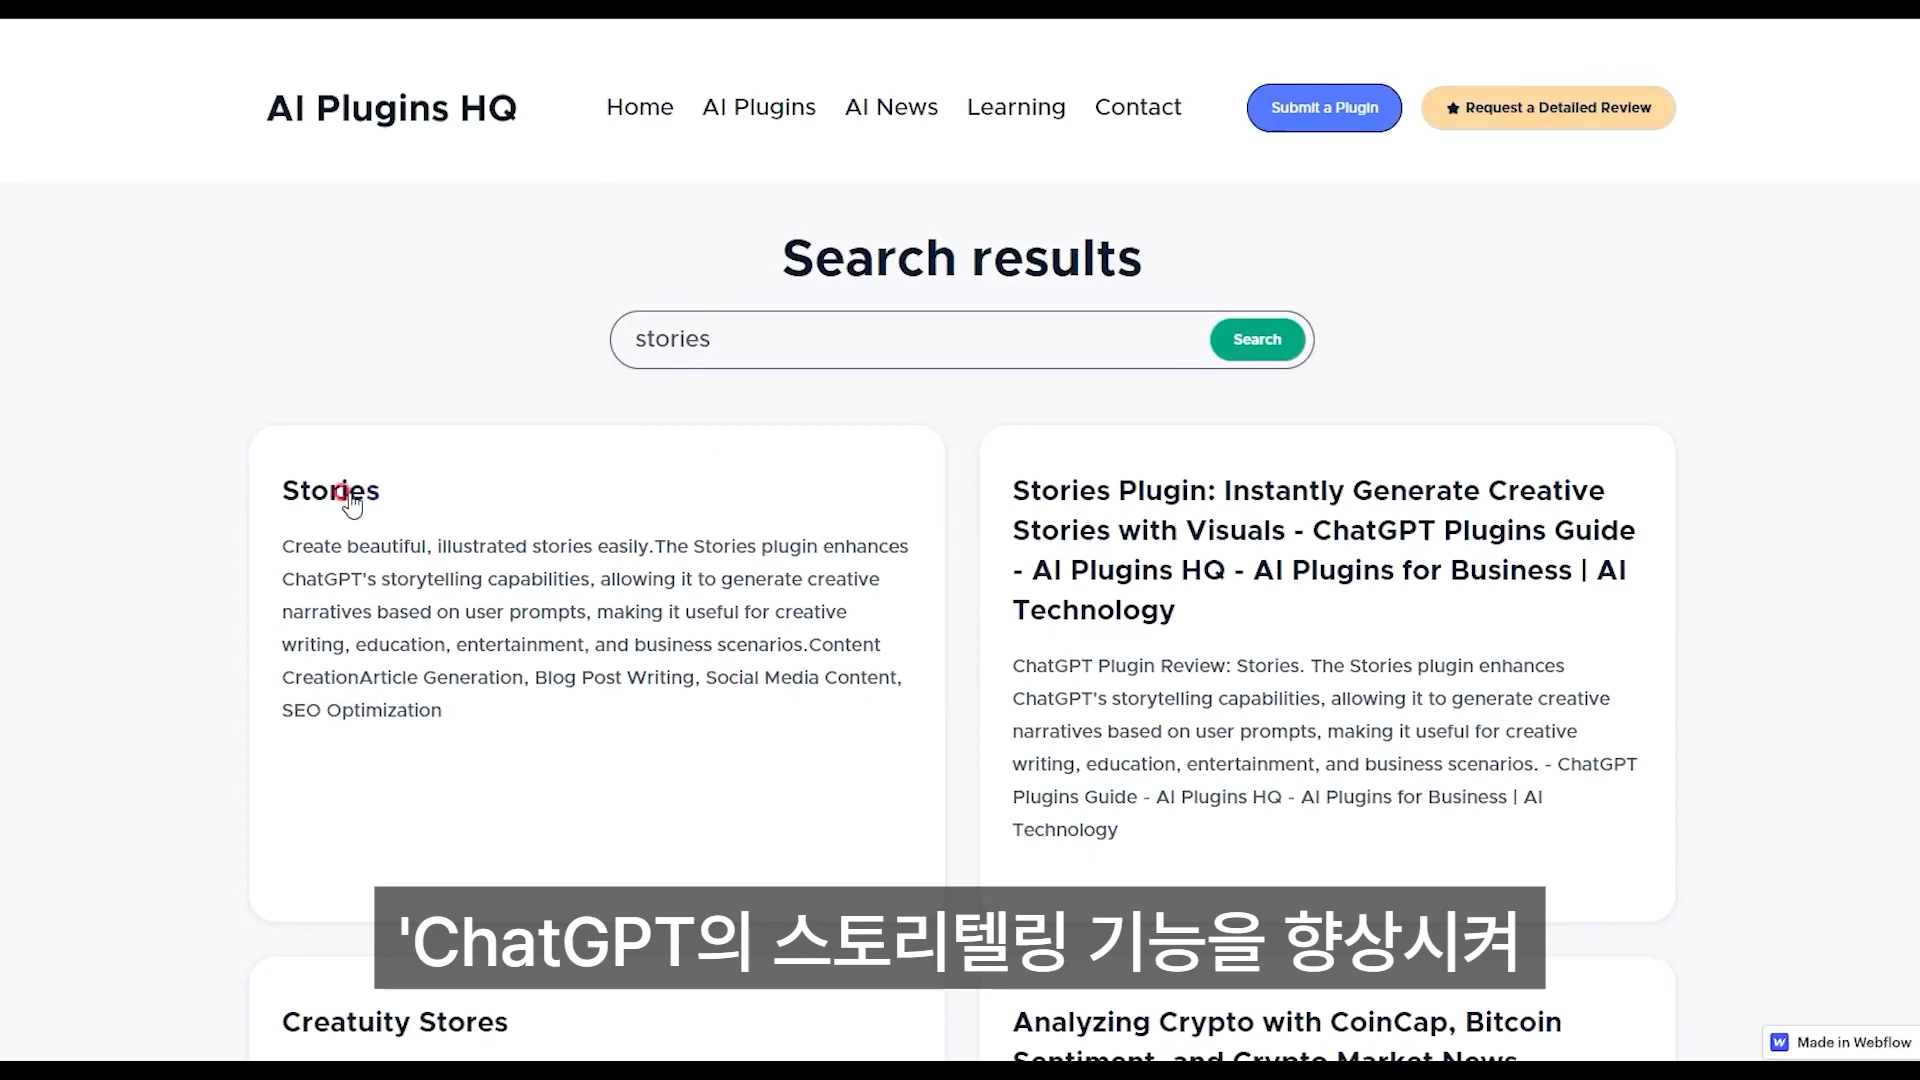 AI Plugins HQ
Home
AI Plugins
AI News
Learning
Contact
Submit a Plugin
Request a Detailed Review
Search results
stories
Search
Stories
Create beautiful, illustrated stories easily.The Stories plugin enhances
ChatGPT's storytelling capabilities, allowing it to generate creative
narratives based on user prompts, making it useful for creative
writing, education, entertainment, and business scenarios.Content
CreationArticle Generation, Blog Post Writing, Social Media Content,
SEO Optimization
Stories Plugin: Instantly Generate Creative
Stories with Visuals - ChatGPT Plugins Guide
- AI Plugins HQ - AI Plugins for Business | AI
Technology
ChatGPT Plugin Review: Stories. The Stories plugin enhances
ChatGPT's storytelling capabilities, allowing it to generate creative
narratives based on user prompts, making it useful for creative
writing, education, entertainment, and business scenarios. - ChatGPT
Plugins Guide - AI Plugins HQ - AI Plugins for Business | AI
Technology
'ChatGPT의 스토리텔링 기능을 향상시켜
Creatuity Stores
Analyzing Crypto with CoinCap, Bitcoin
Sentiment, and Crypto Market News
Made in Webflow